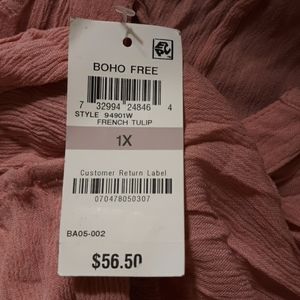 BOHO FREE
7 32994 24846 4
STYLE 94901W
FRENCH TULIP
1X
Customer Return Label
070478050307
BA05-002
$56.50